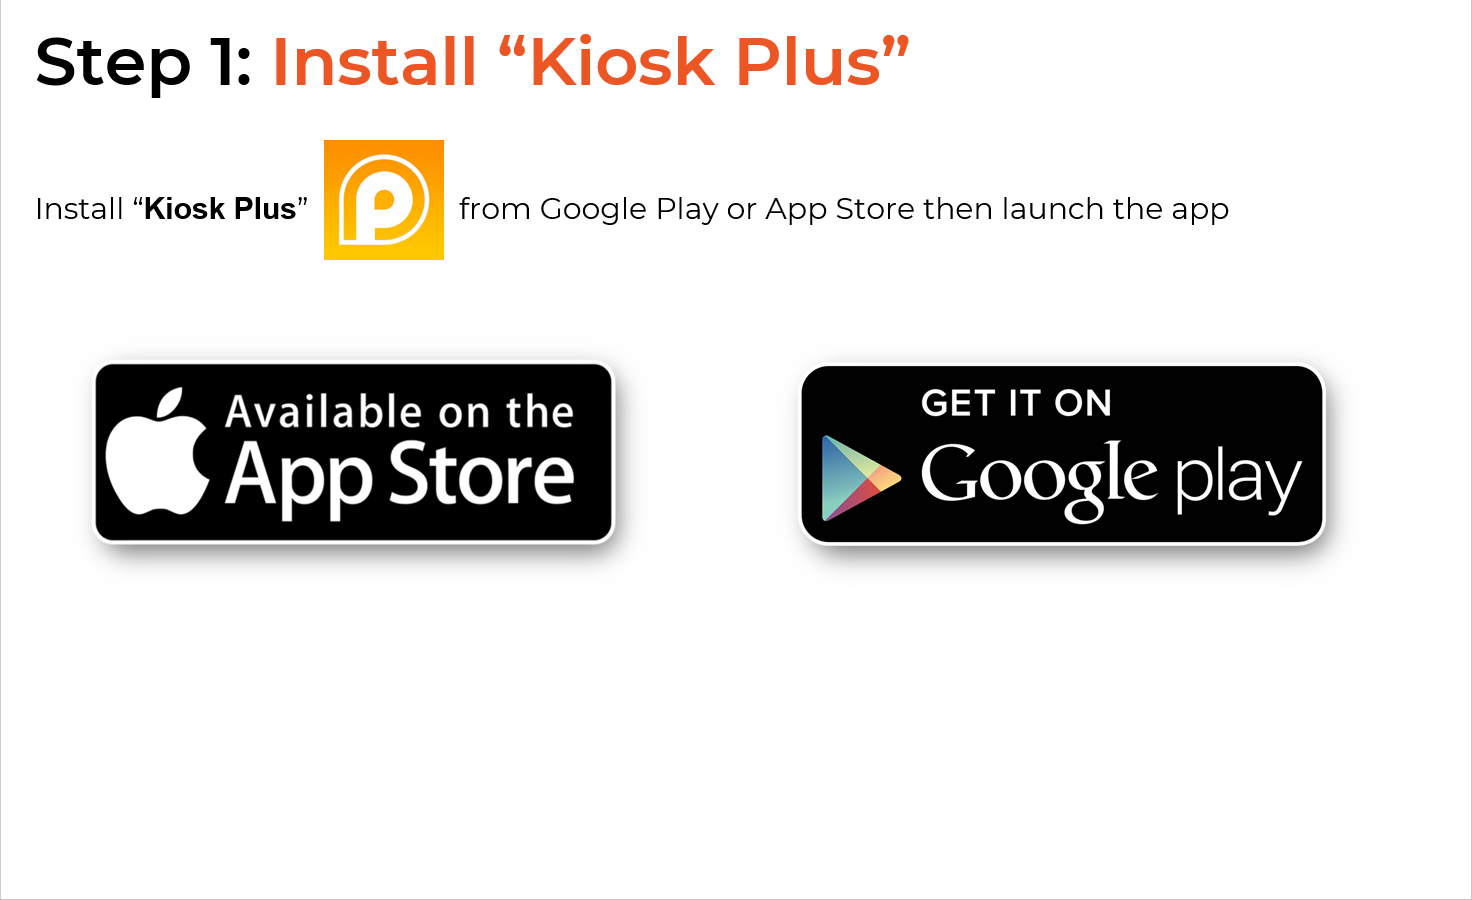 Step 1: Install “Kiosk Plus”
Install “Kiosk Plus” from Google Play or App Store then launch the app
Available on the
App Store
GET IT ON
Google play